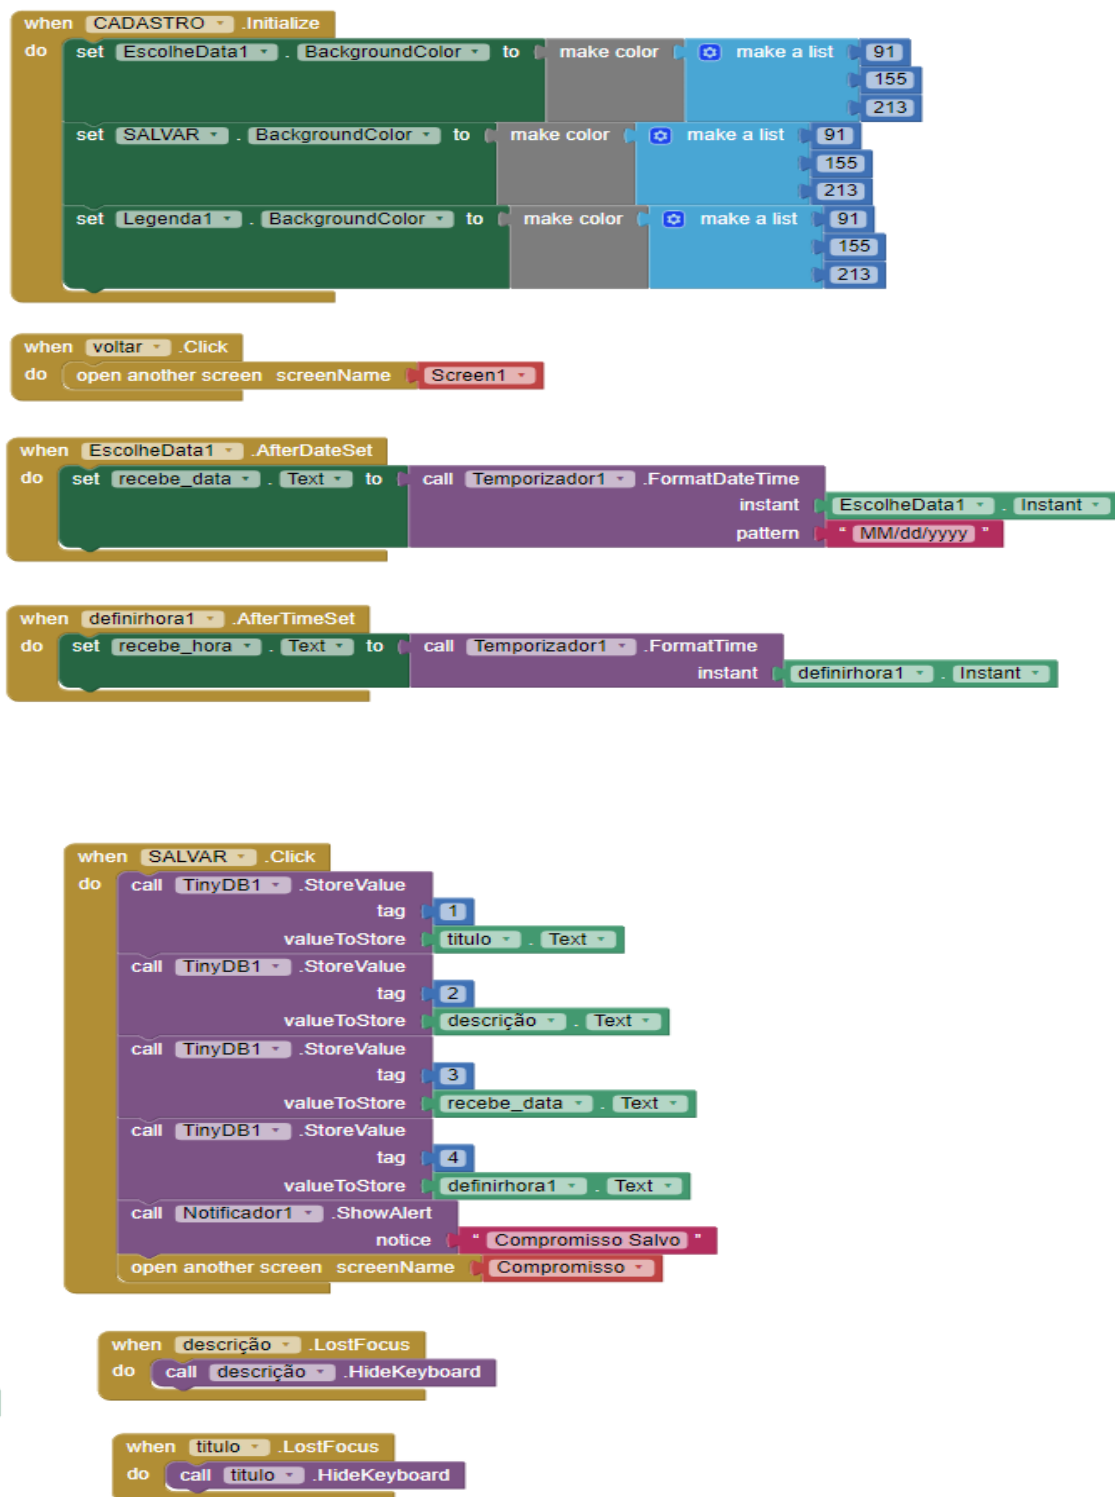 when CADASTRO .Initialize
do set EscolheData1 . BackgroundColor to make color make a list 91
155
213
set SALVAR . BackgroundColor to make color make a list 91
155
213
set Legenda1 . BackgroundColor to make color make a list 91
155
213
when voltar .Click
do open another screen screenName Screen1
when EscolheData1 .AfterDateSet
do set recebe_data . Text to call Temporizador1 .FormatDateTime
instant EscolheData1 . Instant
pattern " MM/dd/yyyy "
when definirhora1 .AfterTimeSet
do set recebe_hora . Text to call Temporizador1 .FormatTime
instant definirhora1 . Instant
when SALVAR .Click
do call TinyDB1 .StoreValue
tag 1
valueToStore titulo . Text
call TinyDB1 .StoreValue
tag 2
valueToStore descrição . Text
call TinyDB1 .StoreValue
tag 3
valueToStore recebe_data . Text
call TinyDB1 .StoreValue
tag 4
valueToStore definirhora1 . Text
call Notificador1 .ShowAlert
notice " Compromisso Salvo "
open another screen screenName Compromisso
when descrição .LostFocus
do call descrição .HideKeyboard
when titulo .LostFocus
do call titulo .HideKeyboard